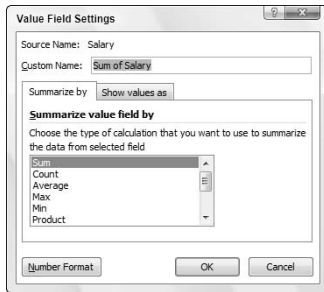 Value Field Settings
Source Name: Salary
Custom Name: Sum of Salary
Summarize by Show values as
Summarize value field by
Choose the type of calculation that you want to use to summarize
the data from selected field
Sum
Count
Average
Max
Min
Product
Number Format OK Cancel